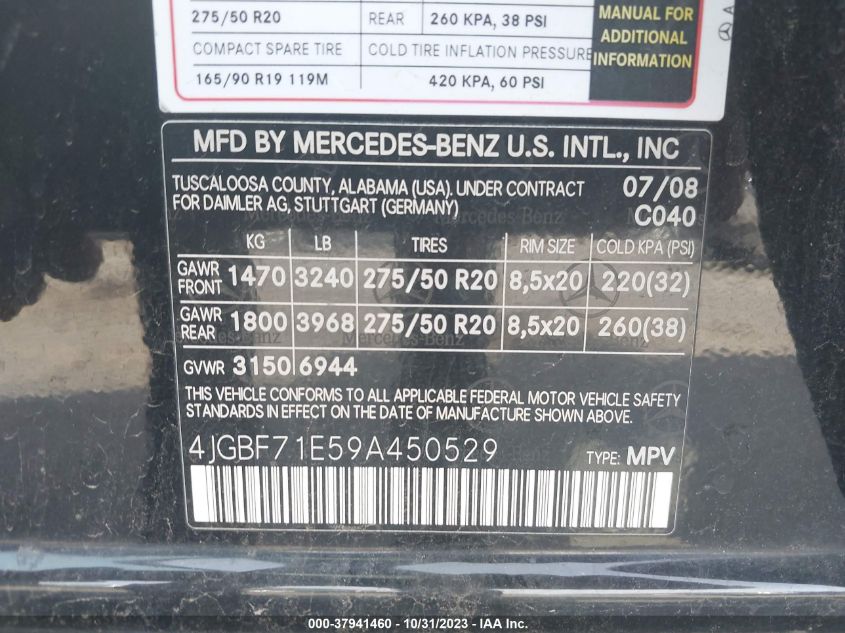 275/50 R20 REAR 260 KPA, 38 PSI
MANUAL FOR
ADDITIONAL
INFORMATION
COMPACT SPARE TIRE COLD TIRE INFLATION PRESSURE
165/90 R19 119M 420 KPA, 60 PSI
MFD BY MERCEDES-BENZ U.S. INTL., INC
TUSCALOOSA COUNTY, ALABAMA (USA). UNDER CONTRACT 07/08
FOR DAIMLER AG, STUTTGART (GERMANY) C040
KG LB TIRES RIM SIZE COLD KPA (PSI)
GAWR FRONT 1470 3240 275/50 R20 8,5x20 220(32)
GAWR REAR 1800 3968 275/50 R20 8,5x20 260(38)
GVWR 3150 6944
THIS VEHICLE CONFORMS TO ALL APPLICABLE FEDERAL MOTOR VEHICLE SAFETY
STANDARDS IN EFFECT ON THE DATE OF MANUFACTURE SHOWN ABOVE.
4JGBF71E59A450529 TYPE: MPV
000-37941460 - 10/31/2023 - IAA Inc.